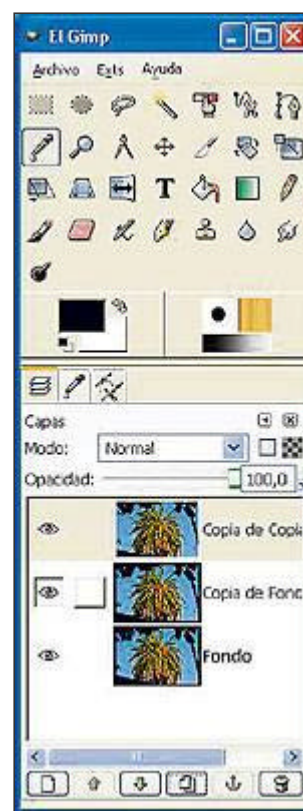 El Gimp
Archivo Exts Ayuda
T
Capas
Modo: Normal
Opacidad: 100,0
Copia de Copia
Copia de Fond
Fondo